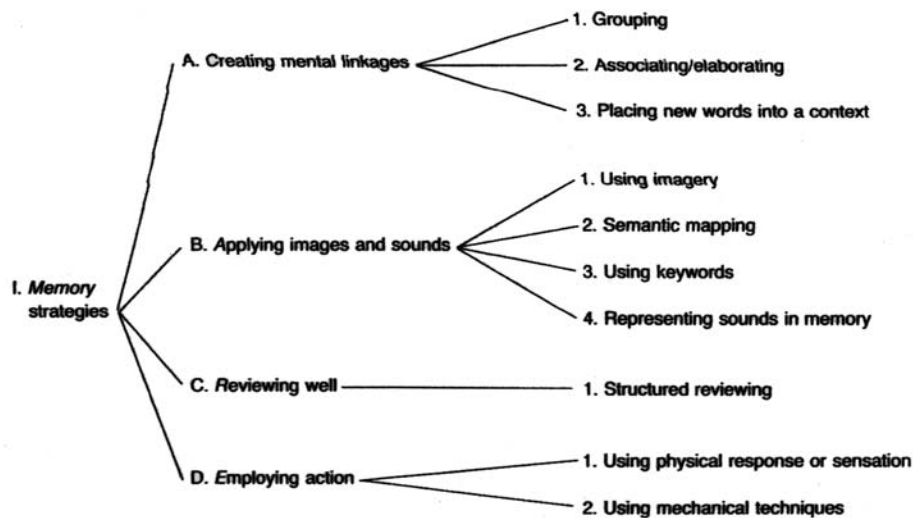 1. Grouping
A. Creating mental linkages
2. Associating/elaborating
3. Placing new words into a context
1. Using imagery
2. Semantic mapping
B. Applying images and sounds
3. Using keywords
I. Memory
strategies
4. Representing sounds in memory
C. Reviewing well
1. Structured reviewing
1. Using physical response or sensation
D. Employing action
2. Using mechanical techniques